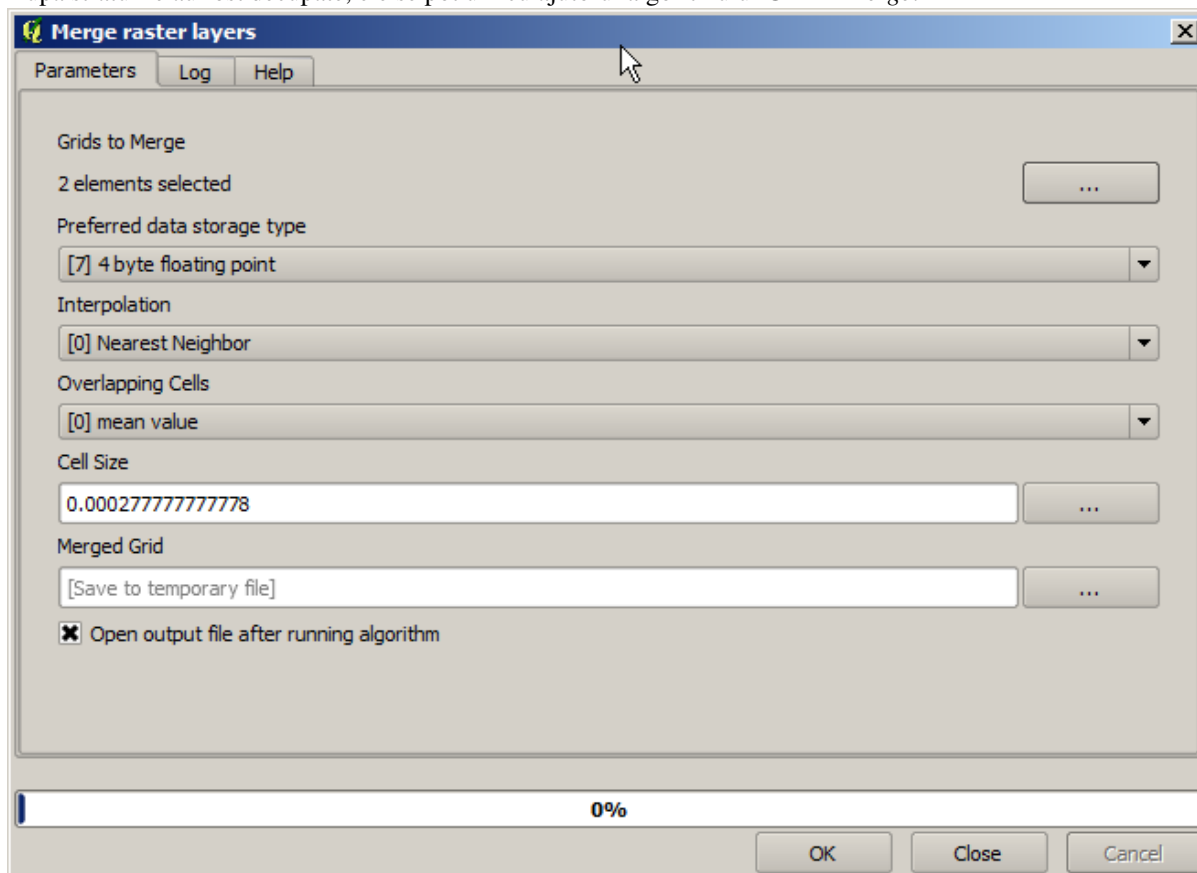 Merge raster layers
Parameters Log Help
Grids to Merge
2 elements selected
...
Preferred data storage type
[7] 4 byte floating point
Interpolation
[0] Nearest Neighbor
Overlapping Cells
[0] mean value
Cell Size
0.000277777777778
...
Merged Grid
[Save to temporary file]
...
Open output file after running algorithm
0%
OK Close Cancel